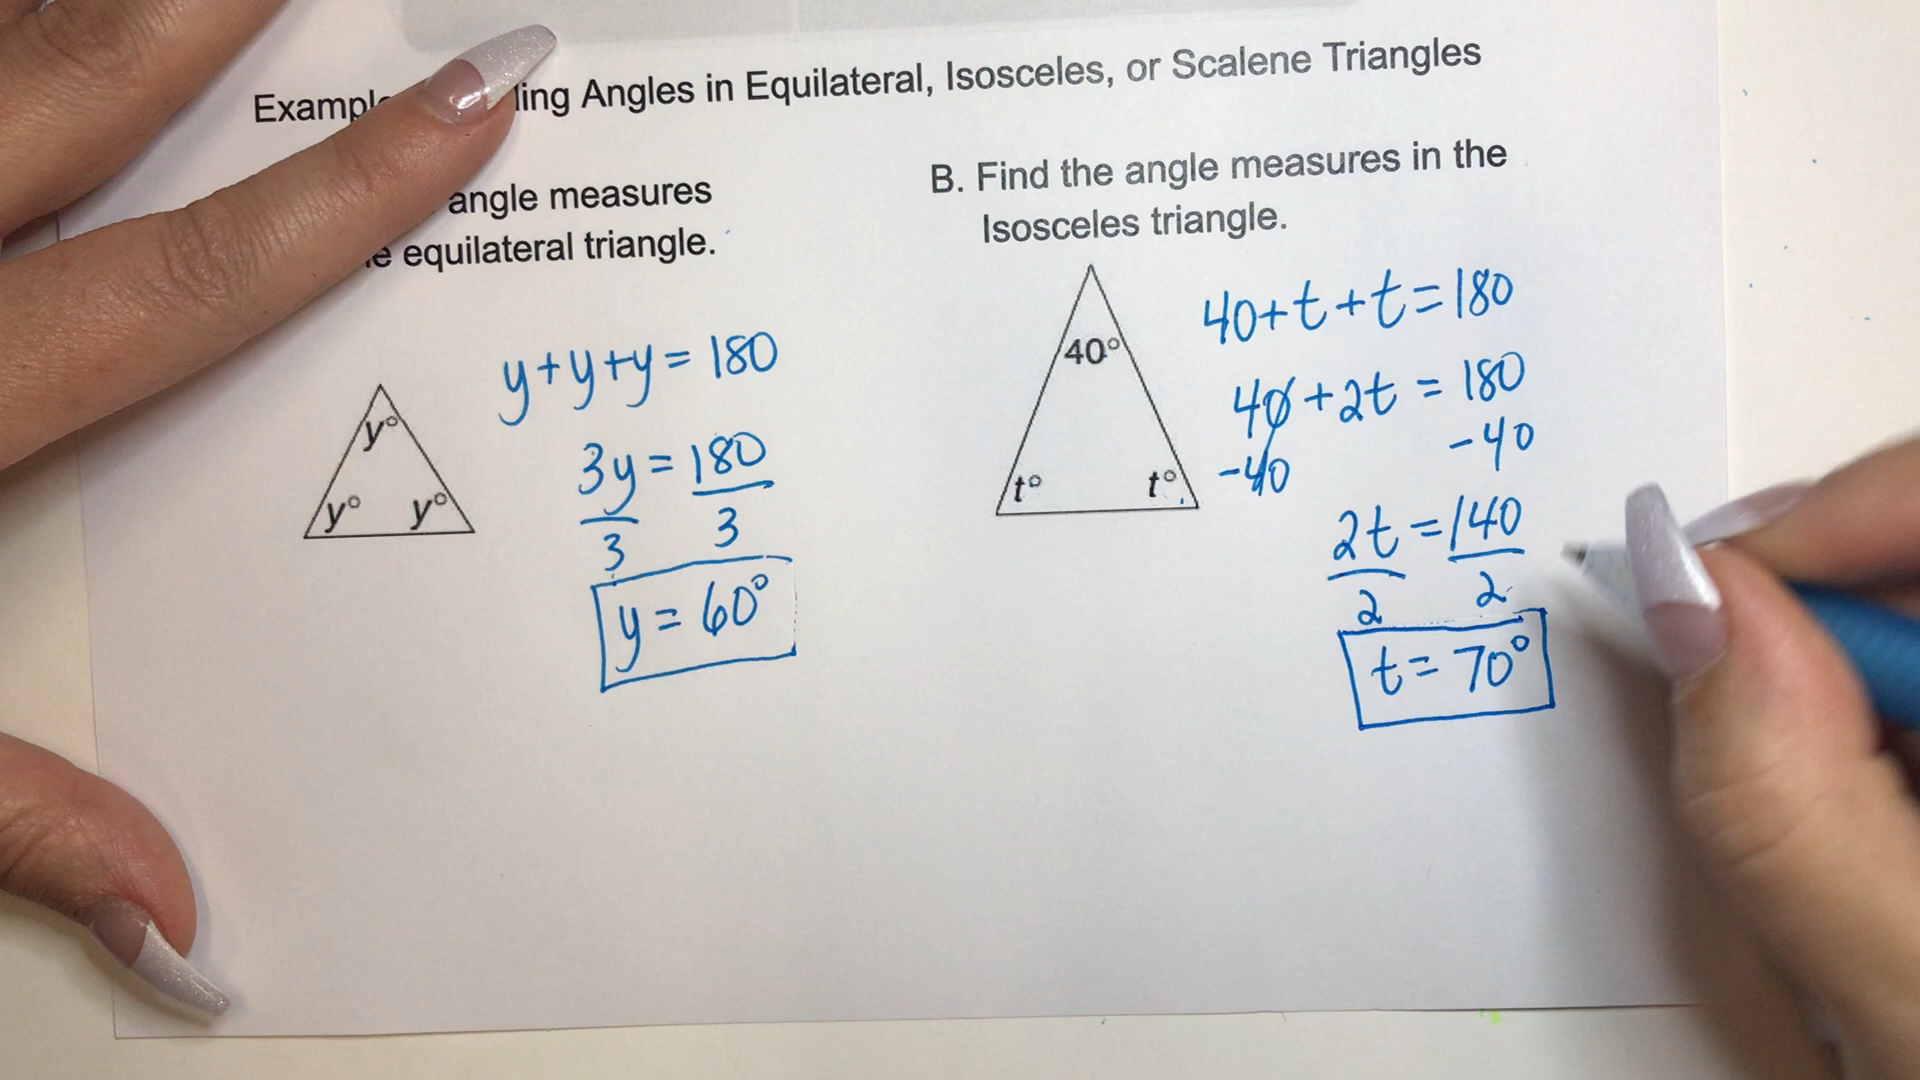 Angles in Equilateral, Isosceles, or Scalene Triangles
angle measures
equilateral triangle.
y°
y°
y°
y+y+y = 180
3y = 180
3
3
y = 60°
B. Find the angle measures in the
Isosceles triangle.
40°
t°
t°
40+t+t=180
40+2t = 180
-40
-40
2t = 140
2
2
t = 70°